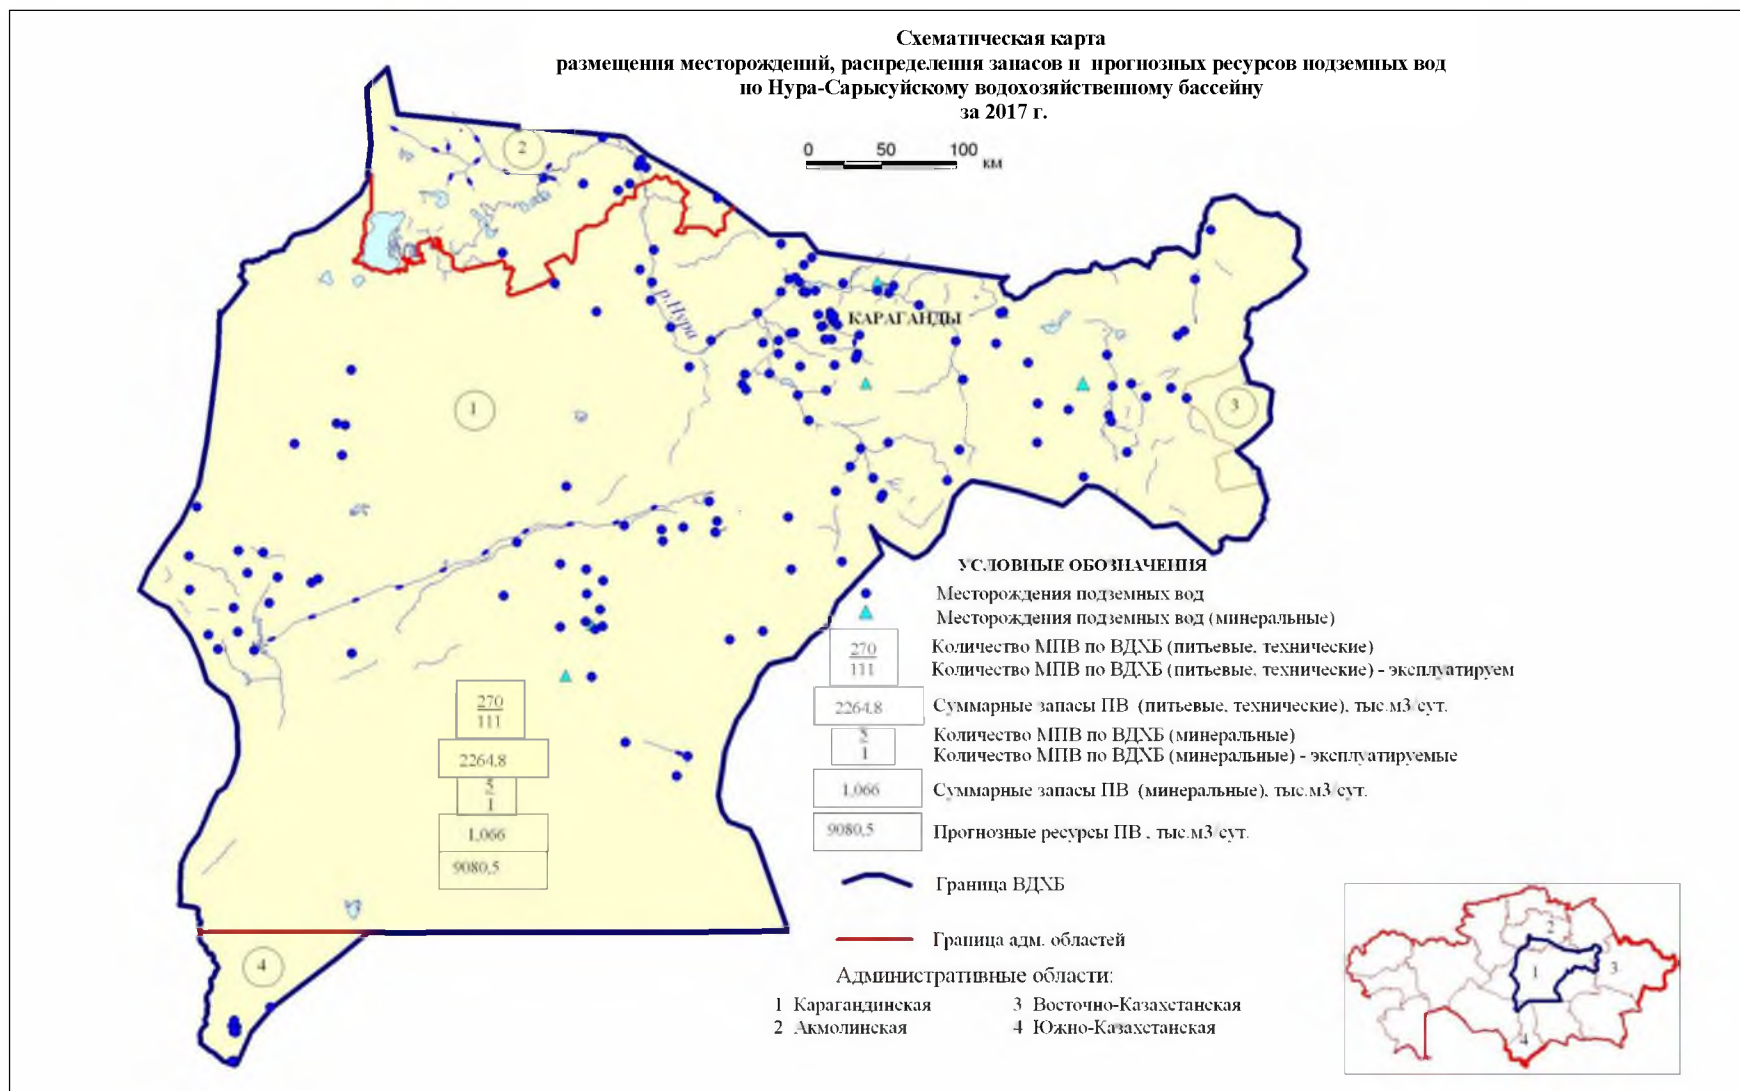 Схематическая карта
размещения месторождений, распределения запасов и прогнозных ресурсов подземных вод
по Нура-Сарысуйскому водохозяйственному бассейну
за 2017 г.
0 50 100
км
2
р.Нура
КАРАГАНДЫ
1
3
УСЛОВНЫЕ ОБОЗНАЧЕНИЯ
Месторождения подземных вод
Месторождения подземных вод (минеральные)
270 Количество МПВ по ВДХБ (питьевые, технические)
111 Количество МПВ по ВДХБ (питьевые, технические) - эксплуатируем
2264,8 Суммарные запасы ПВ (питьевые, технические), тыс.м3/сут.
5 Количество МПВ по ВДХБ (минеральные)
1 Количество МПВ по ВДХБ (минеральные) - эксплуатируемые
1,066 Суммарные запасы ПВ (минеральные), тыс.м3/сут.
9080,5 Прогнозные ресурсы ПВ, тыс.м3/сут.
Граница ВДХБ
Граница адм. областей
270
111
2264,8
5
1
1,066
9080,5
4
Административные области:
1 Карагандинская 3 Восточно-Казахстанская
2 Акмолинская 4 Южно-Казахстанская
2
1
3
4